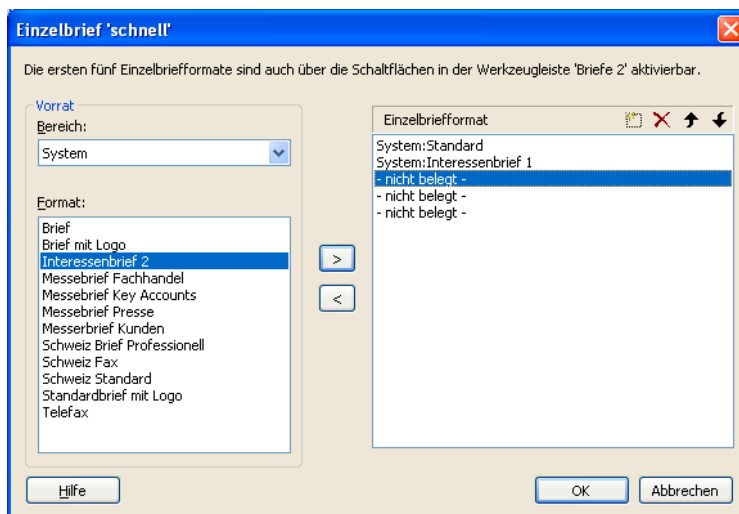 Einzelbrief 'schnell'
Die ersten fünf Einzelbriefformate sind auch über die Schaltflächen in der Werkzeugleiste 'Briefe 2' aktivierbar.
Vorrat
Bereich:
System
Format:
Brief
Brief mit Logo
Interessenbrief 2
Messebrief Fachhandel
Messebrief Key Accounts
Messebrief Presse
Messerbrief Kunden
Schweiz Brief Professionell
Schweiz Fax
Schweiz Standard
Standardbrief mit Logo
Telefax
>
<
Einzelbriefformat
System:Standard
System:Interessenbrief 1
- nicht belegt -
- nicht belegt -
- nicht belegt -
Hilfe
OK
Abbrechen